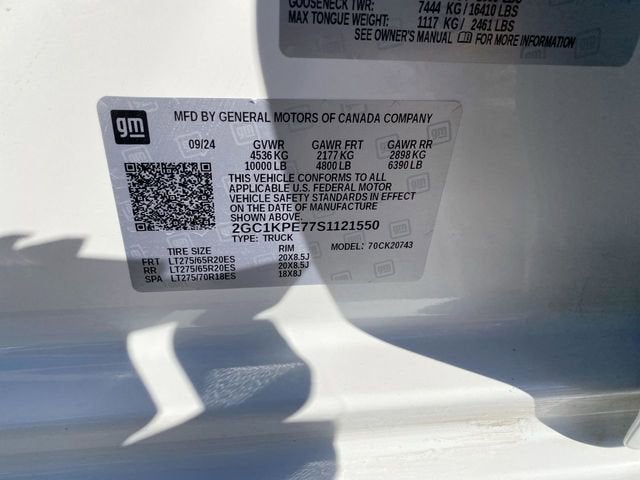 GOOSENECK TWR: 7444 KG/16410 LBS
MAX TONGUE WEIGHT: 1117 KG / 2461 LBS
SEE OWNER'S MANUAL FOR MORE INFORMATION
gm
MFD BY GENERAL MOTORS OF CANADA COMPANY
09/24 GVWR GAWR FRT GAWR RR
4536 KG 2177 KG 2898 KG
10000 LB 4800 LB 6390 LB
THIS VEHICLE CONFORMS TO ALL
APPLICABLE U.S. FEDERAL MOTOR
VEHICLE SAFETY STANDARDS IN EFFECT
ON THE DATE OF MANUFACTURE
SHOWN ABOVE.
2GC1KPE77S1121550
TYPE: TRUCK MODEL: 70CK20743
TIRE SIZE RIM
FRT LT275/65R20ES 20X8.5J
RR LT275/65R20ES 20X8.5J
SPA LT275/70R18ES 18X8J